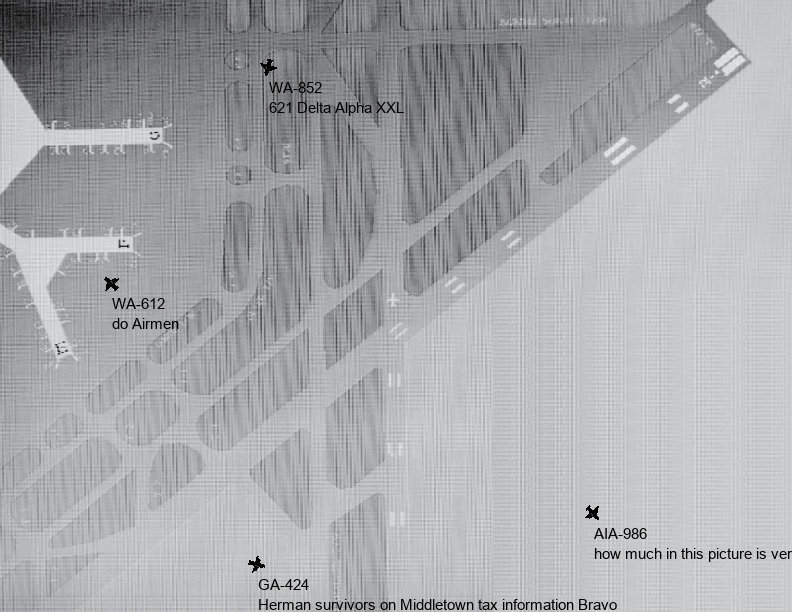 WA-852
621 Delta Alpha XXL
WA-612
do Airmen
AIA-986
how much in this picture is ver
GA-424
Herman survivors on Middletown tax information Bravo